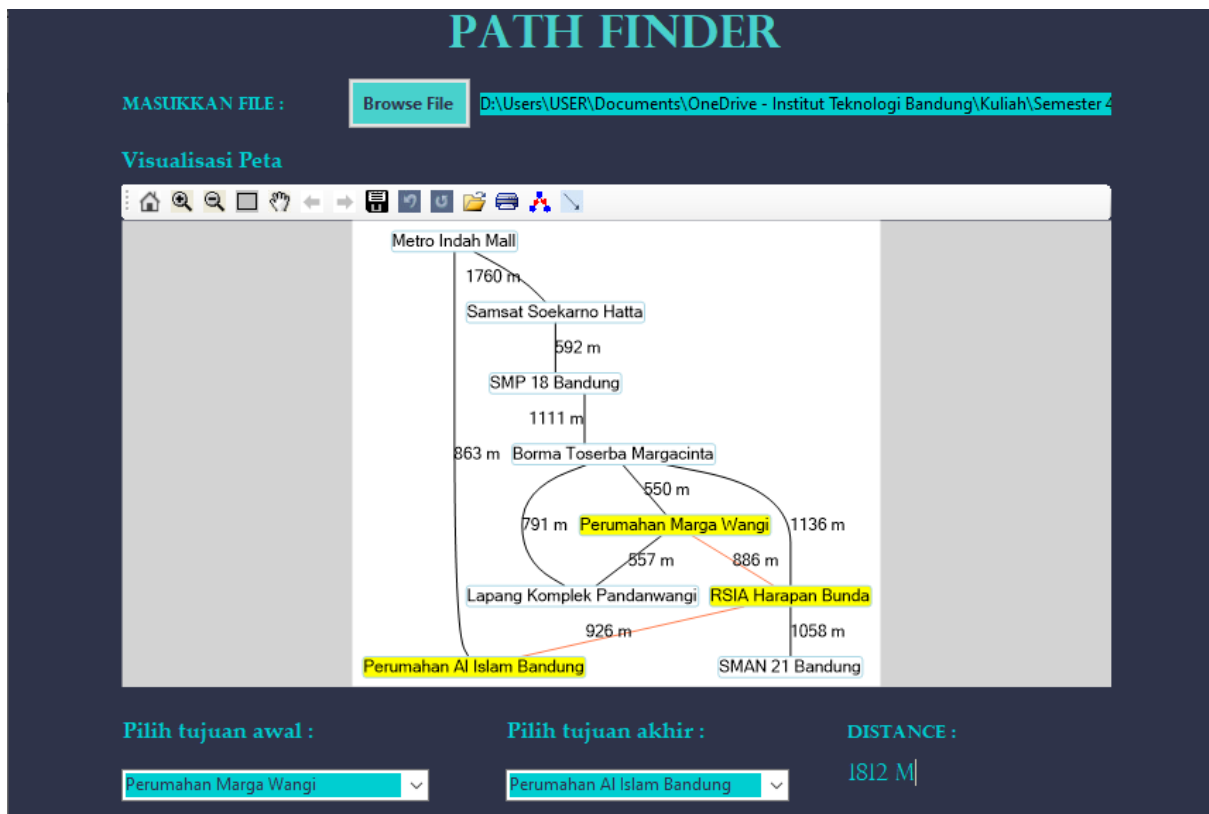 PATH FINDER
MASUKKAN FILE :
Browse File
D:\Users\USER\Documents\OneDrive - Institut Teknologi Bandung\Kuliah\Semester 4
Visualisasi Peta
Metro Indah Mall
1760 m
Samsat Soekarno Hatta
592 m
SMP 18 Bandung
1111 m
863 m
Borma Toserba Margacinta
550 m
791 m
Perumahan Marga Wangi
1136 m
557 m
886 m
Lapang Komplek Pandanwangi
RSIA Harapan Bunda
926 m
1058 m
Perumahan Al Islam Bandung
SMAN 21 Bandung
Pilih tujuan awal :
Pilih tujuan akhir :
DISTANCE :
Perumahan Marga Wangi
Perumahan Al Islam Bandung
1812 M